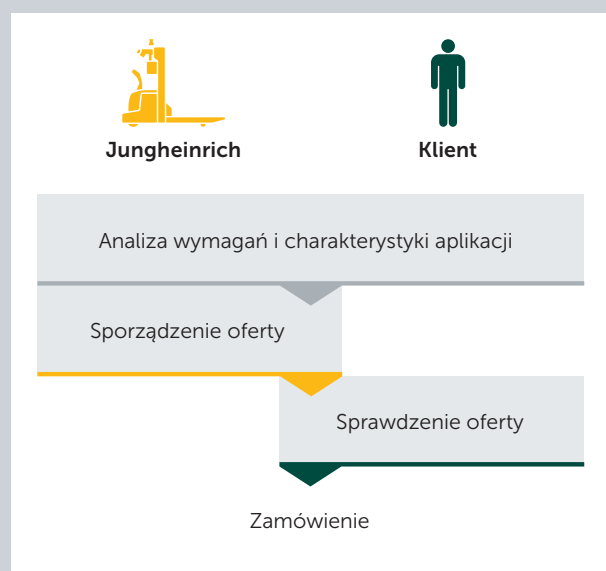 Jungheinrich
Klient
Analiza wymagań i charakterystyki aplikacji
Sporządzenie oferty
Sprawdzenie oferty
Zamówienie